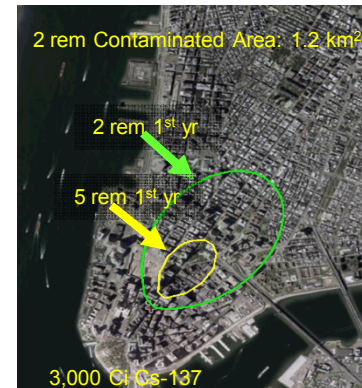 2 rem Contaminated Area: 1.2 km²
2 rem 1st yr
5 rem 1st yr
3,000 Ci Cs-137